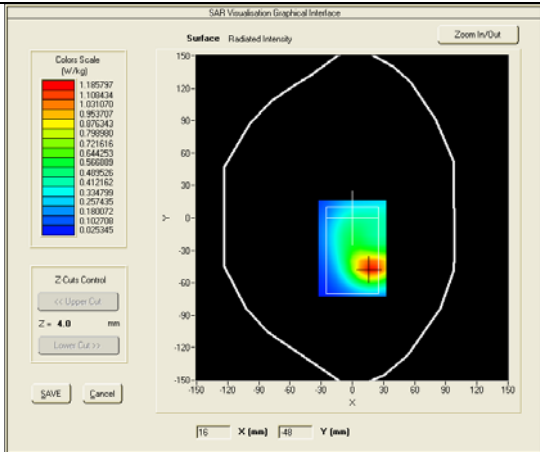 SAR Visualisation Graphical Interface
Surface Radiated Intensity
Zoom In/Out
Colors Scale
(W/kg)
1.185797
1.108434
1.031070
0.953707
0.876343
0.798980
0.721616
0.644253
0.566889
0.489526
0.412162
0.334799
0.257435
0.180072
0.102708
0.025345
Z-Cuts Control
<< Upper Cut
Z = 4.0 mm
Lower Cut >>
SAVE Cancel
150
120
90
60
30
0
-30
-60
-90
-120
-150
Y
-150 -120 -90 -60 -30 0 30 60 90 120 150
X
16 X (mm) -48 Y (mm)